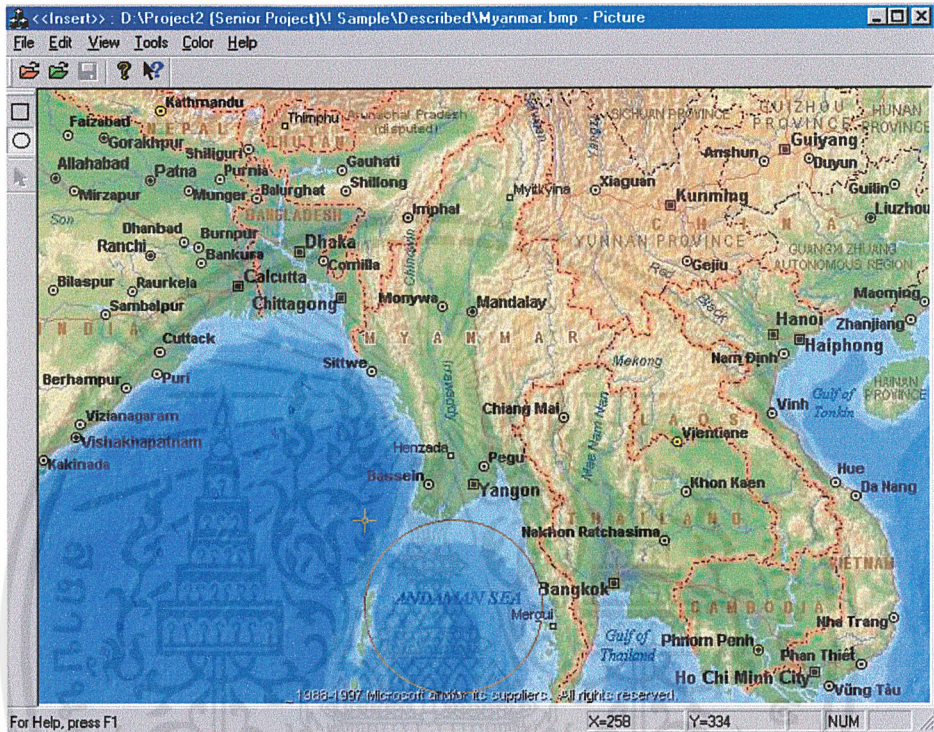 <<Insert>> : D:\Project2 (Senior Project)\! Sample\Described\Myanmar.bmp - Picture
File Edit View Tools Color Help
Kathmandu
Thimphu
Arunachal Pradesh
(disputed)
SICHUAN PROVINCE
Yangtz
GUIZHOU
PROVINCE
HUNAN
PROVINCE
Faizabad
NEPAL
Gorakhpur
BHUTAN
Shiliguri
Guiyang
Anshun
Duyun
Allahabad
Patna
Purnia
Gauhati
Mirzapur
Munger
Balurghat
Shillong
Myitkyina
Xiaguan
Kunming
Guilin
Liuzhou
Son
BANGLADESH
Imphal
CHINA
Dhanbad
Burnpur
Ranchi
Bankura
Dhaka
Comilla
Chindwin
YUNNAN PROVINCE
GUANGXI ZHUANG
AUTONOMOUS REGION
Gejiu
Red
Bilaspur
Raurkela
Calcutta
Sambalpur
Chittagong
Monywa
Mandalay
Black
Maoming
Hanoi
Zhanjiang
INDIA
MYANMAR
Haiphong
Cuttack
Nam Định
Sittwe
Mekong
Puri
Berhampur
Irrawaddy
HAINAN
PROVINCE
Gulf of
Tonkin
Chiang Mai
Mae Nam Nan
LAOS
Vinh
Vizianagaram
Vishakhapatnam
Vientiane
Henzada
Kakinada
Pegu
Bassein
Yangon
Khon Kaen
Hue
Da Nang
THAILAND
Nakhon Ratchasima
VIETNAM
Bangkok
ANDAMAN SEA
CAMBODIA
Mergui
Nha Trang
Gulf of
Thailand
Phnom Penh
Phan Thiết
Ho Chi Minh City
Vũng Tàu
1988-1997 Microsoft and/or its suppliers. All rights reserved.
For Help, press F1 X=258 Y=334 NUM